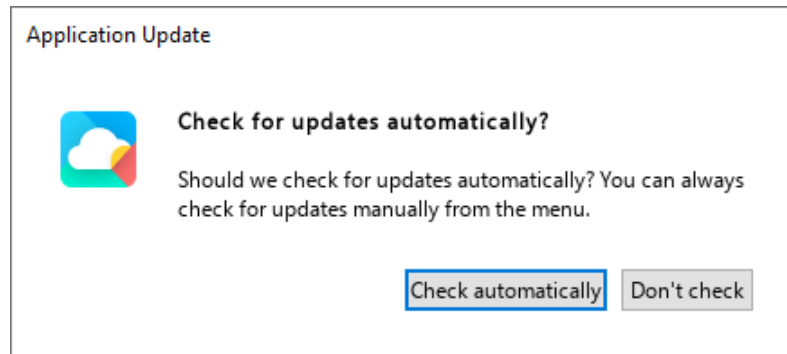 Application Update
Check for updates automatically?
Should we check for updates automatically? You can always
check for updates manually from the menu.
Check automatically
Don't check